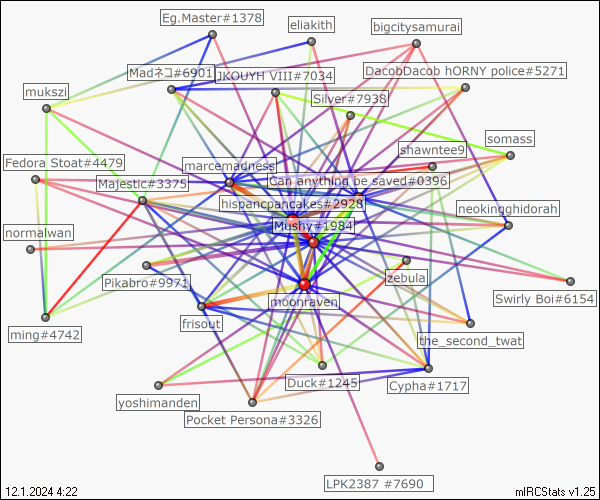 Eg.Master#1378
eliakith
bigcitysamurai
Madネコ#6901
JKOUYH VIII#7034
DacobDacob hORNY police#5271
mukszi
Silver#7938
shawntee9
somass
Fedora Stoat#4479
marcemadness
Majestic#3375
Can anything be saved#0396
hispancpancakes#2928
neokingghidorah
Mushy#1984
normalwan
Pikabro#9971
zebula
Swirly Boi#6154
moonraven
ming#4742
frisout
the_second_twat
Duck#1245
Cypha#1717
yoshimanden
Pocket Persona#3326
LPK2387 #7690
12.1.2024 4:22
mIRCStats v1.25